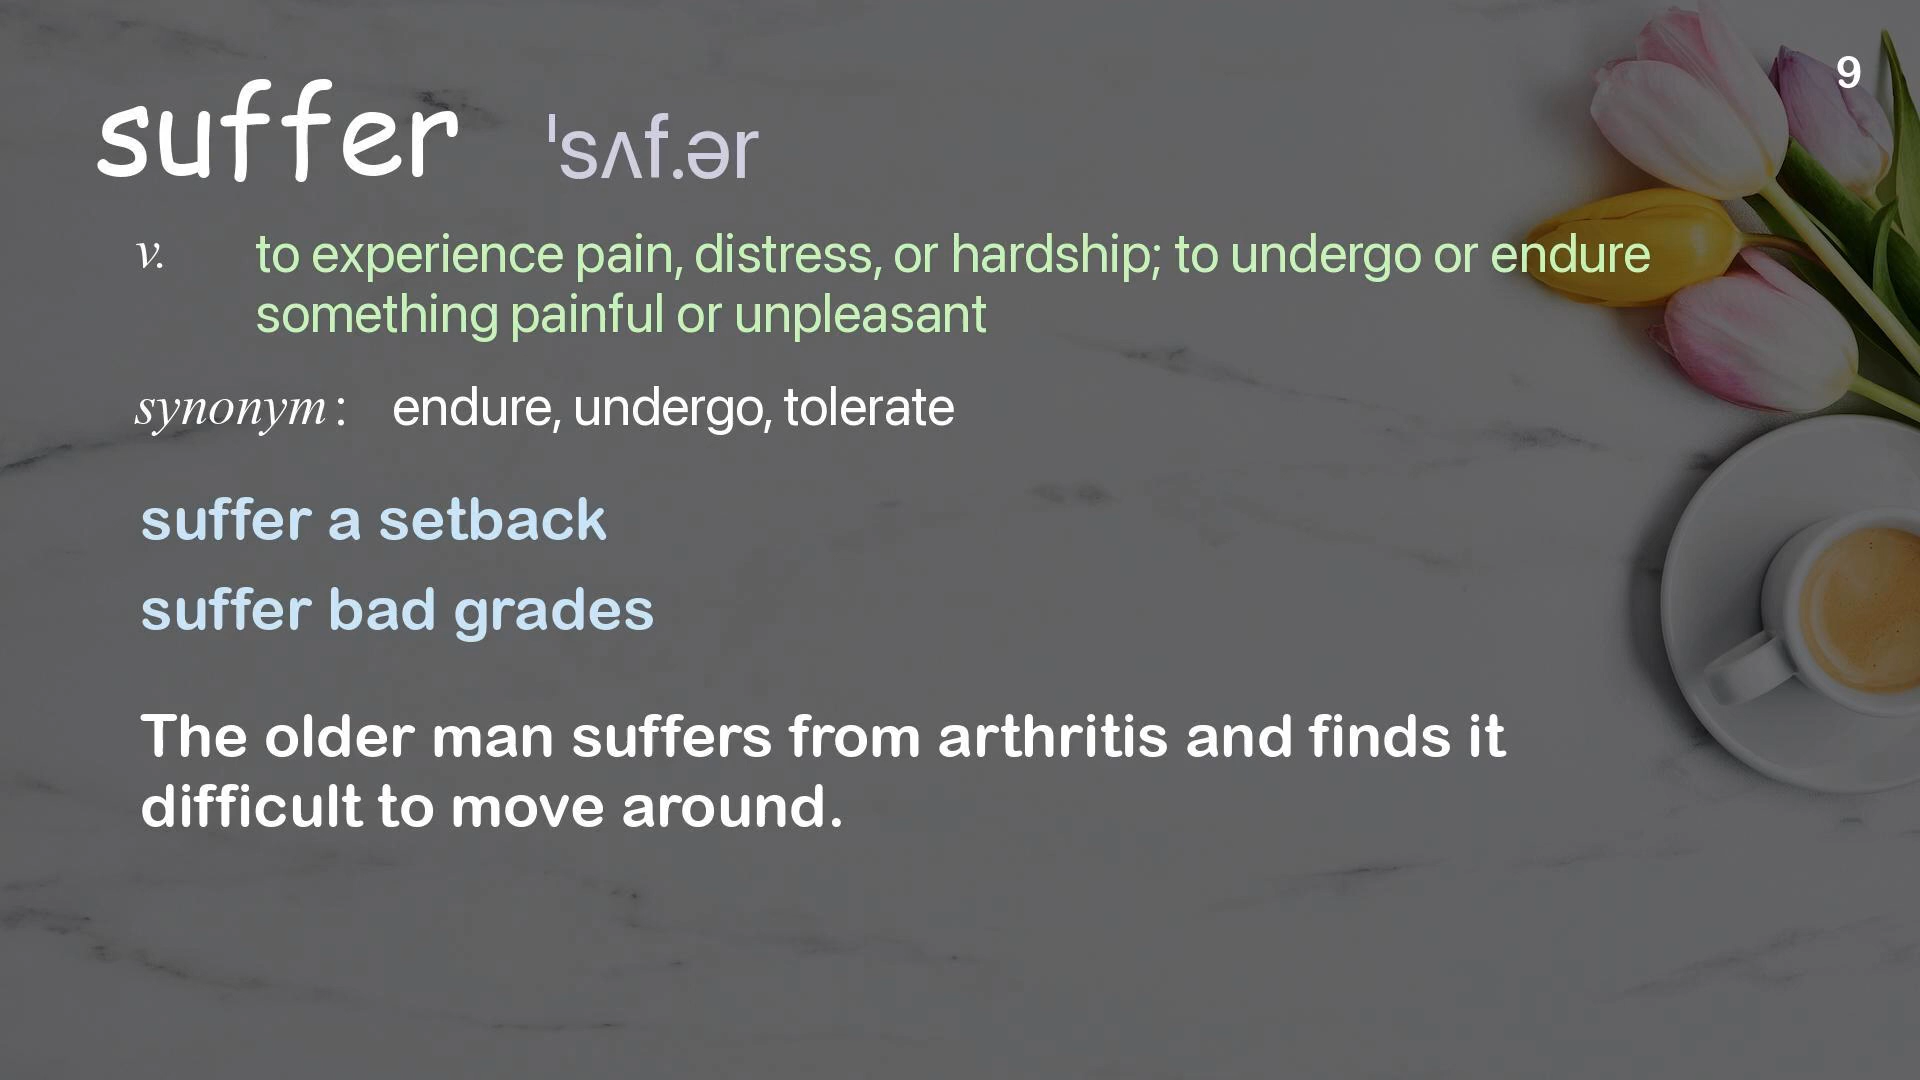 9
suffer ˈsʌf.ər
v. to experience pain, distress, or hardship; to undergo or endure
something painful or unpleasant
synonym: endure, undergo, tolerate
suffer a setback
suffer bad grades
The older man suffers from arthritis and finds it
difficult to move around.